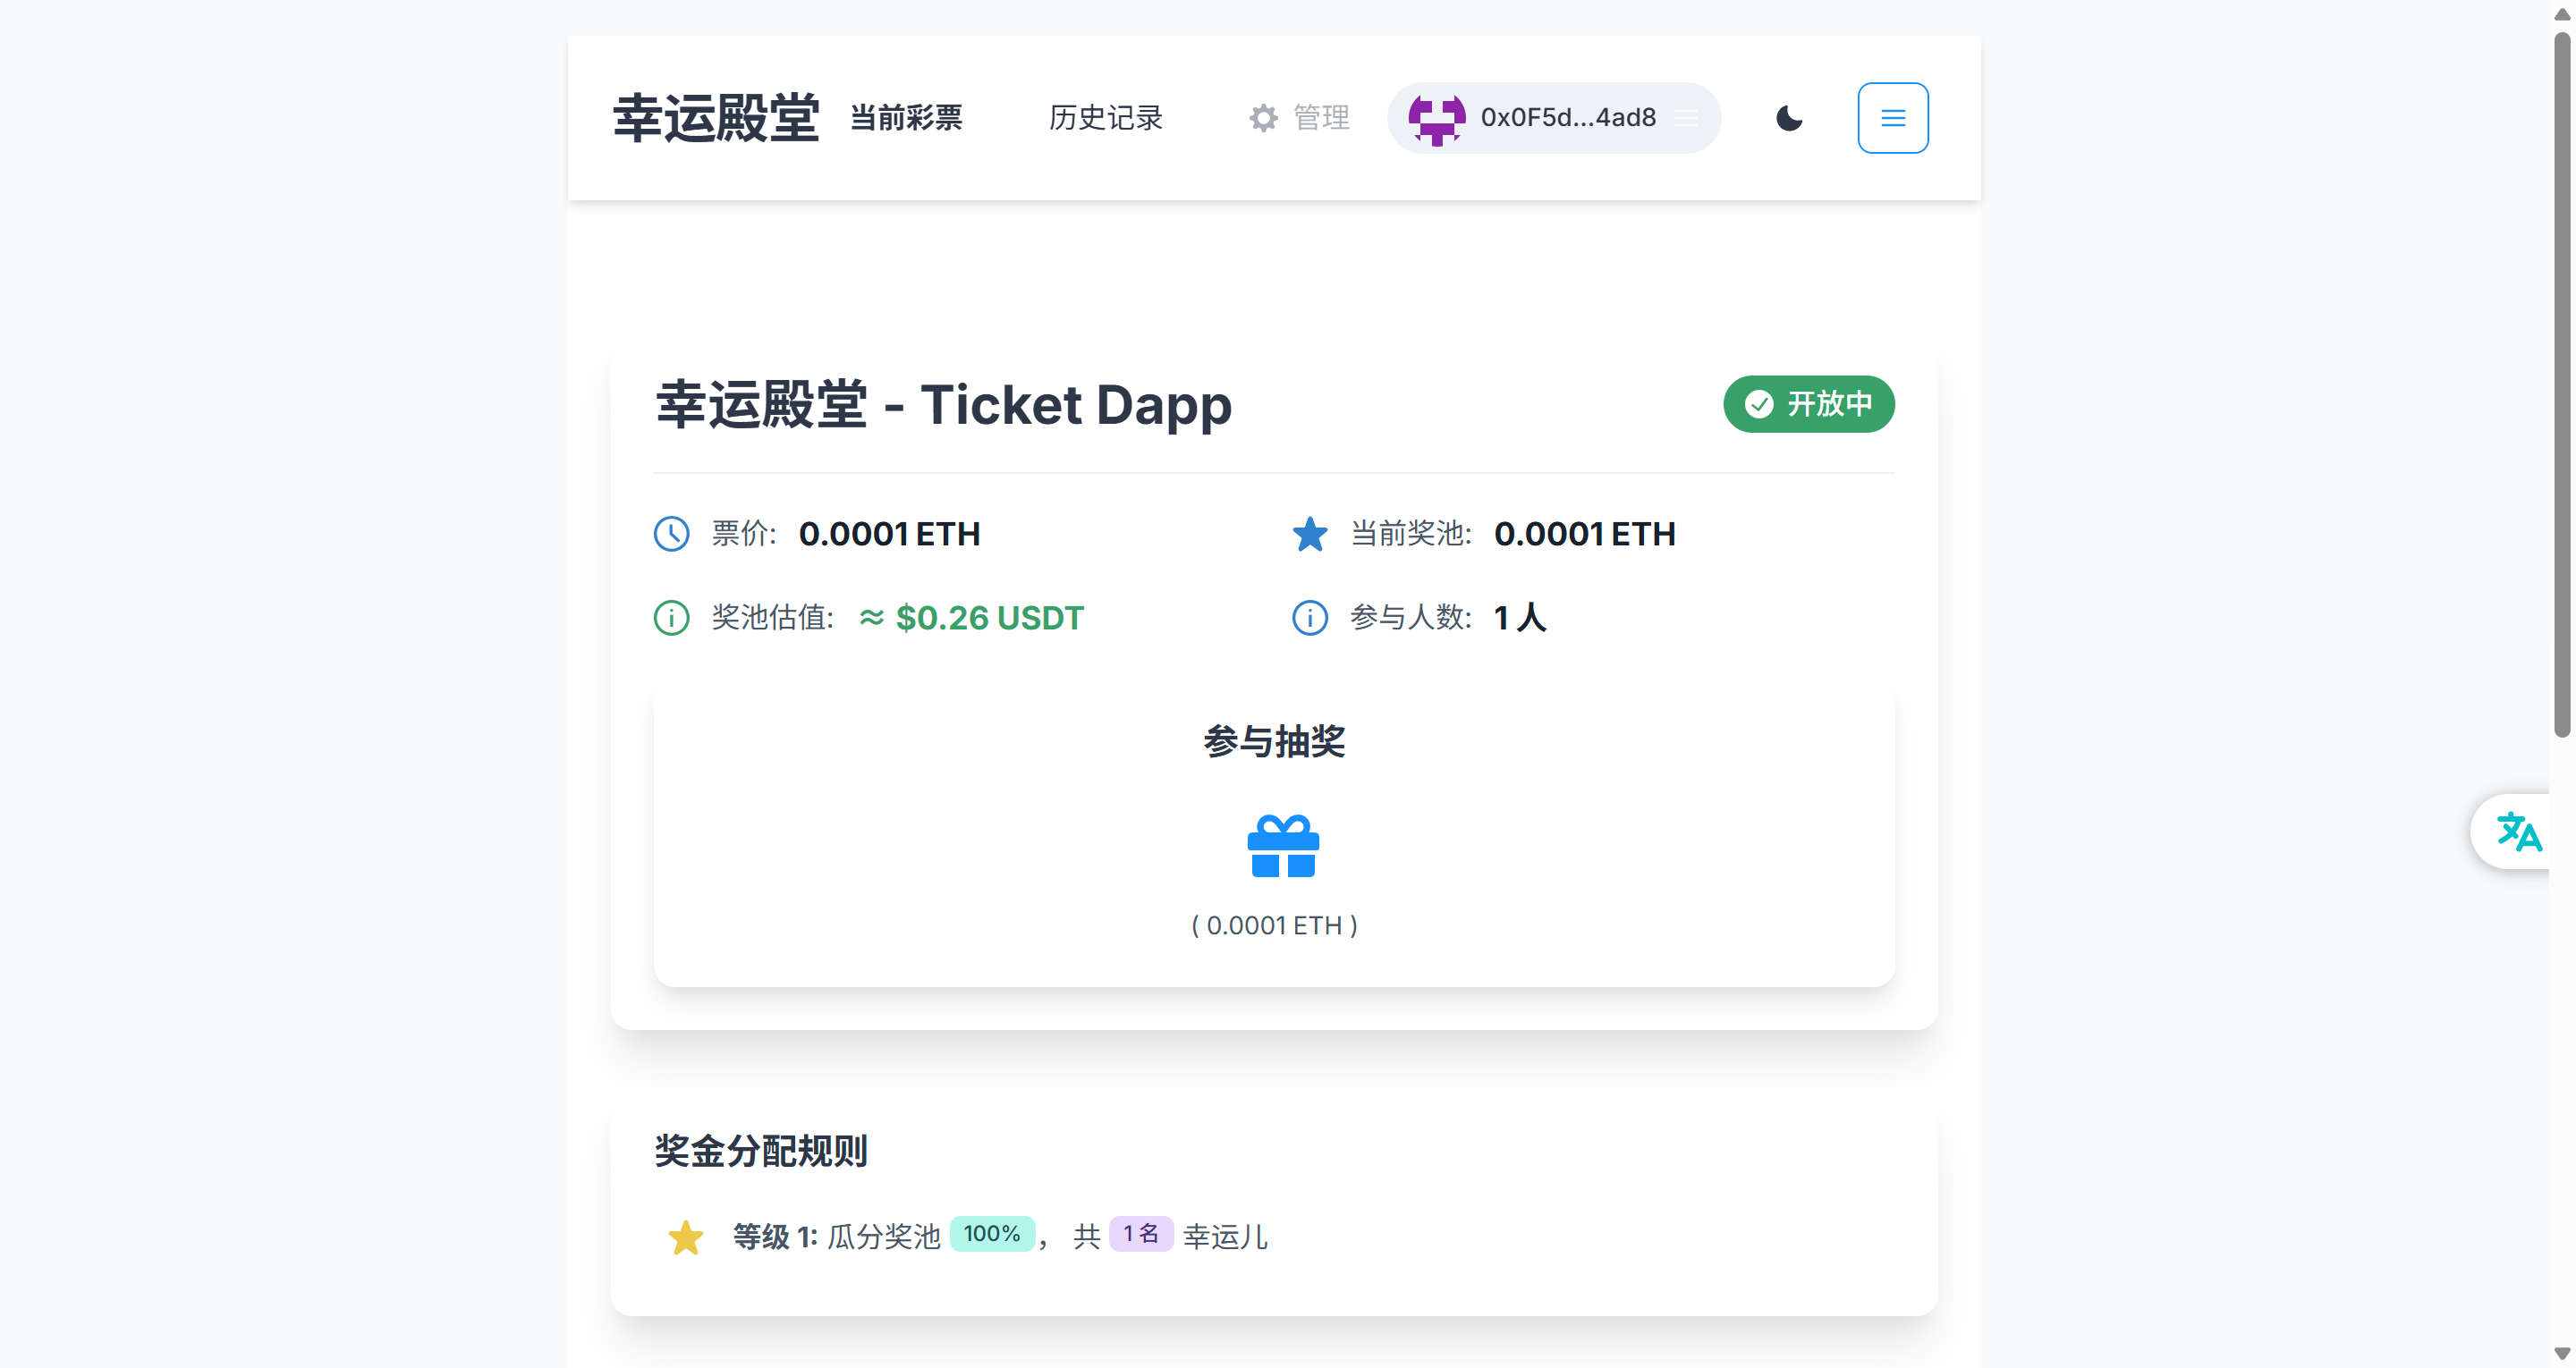 幸运殿堂 当前彩票 历史记录 管理 0x0F5d...4ad8
幸运殿堂 - Ticket Dapp 开放中
票价: 0.0001 ETH 当前奖池: 0.0001 ETH
奖池估值: ≈ $0.26 USDT 参与人数: 1 人
参与抽奖
( 0.0001 ETH )
奖金分配规则
等级 1: 瓜分奖池 100% ， 共 1 名 幸运儿